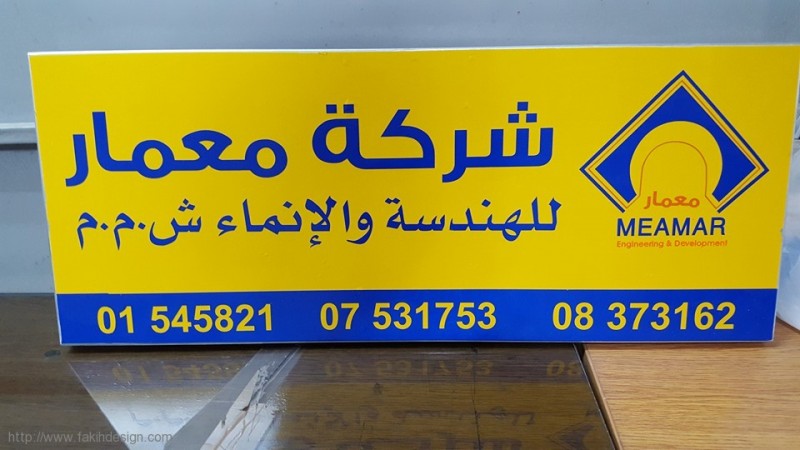 شركة معمار
للهندسة والإنماء ش.م.م
معمار
MEAMAR
Engineering & Development
01 545821 07 531753 08 373162
http://www.fakihdesign.com